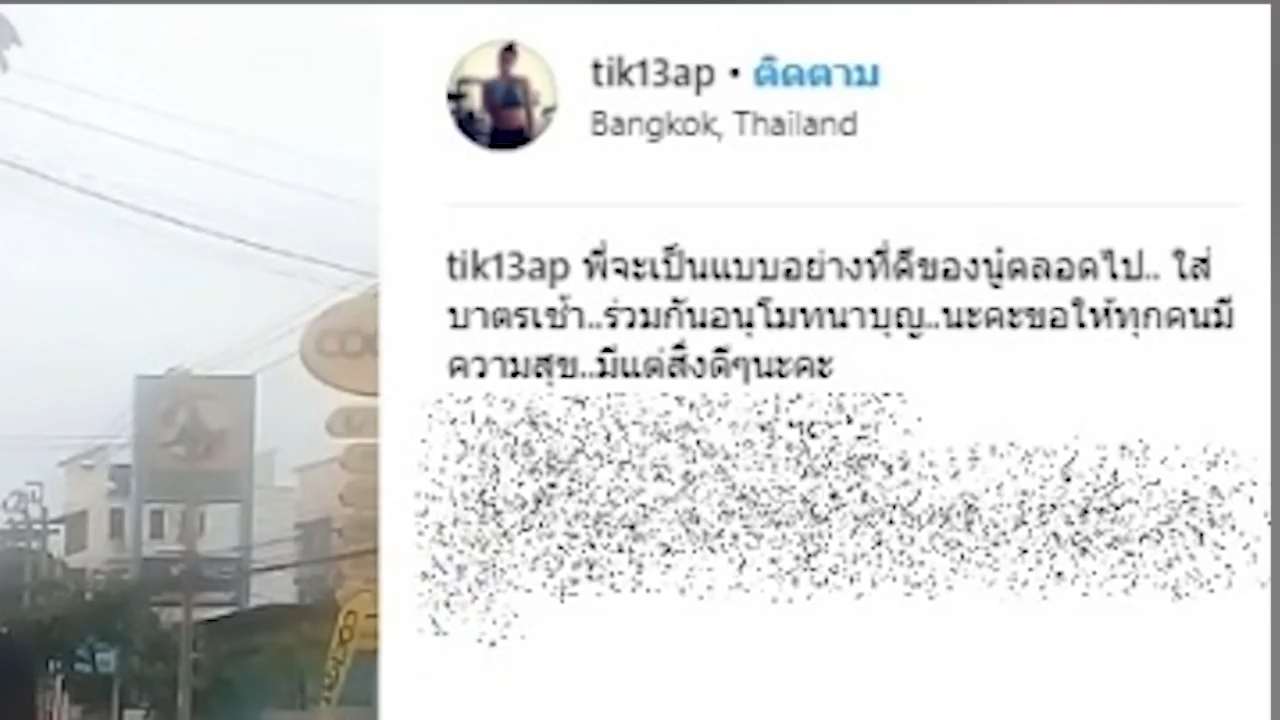 tik13ap • ติดตาม
Bangkok, Thailand
tik13ap พี่จะเป็นแบบอย่างที่ดีของนู๋ตลอดไป.. ใส่
บาตรเช้า..ร่วมกันอนุโมทนาบุญ..นะคะขอให้ทุกคนมี
ความสุข..มีแต่สิ่งดีๆนะคะ